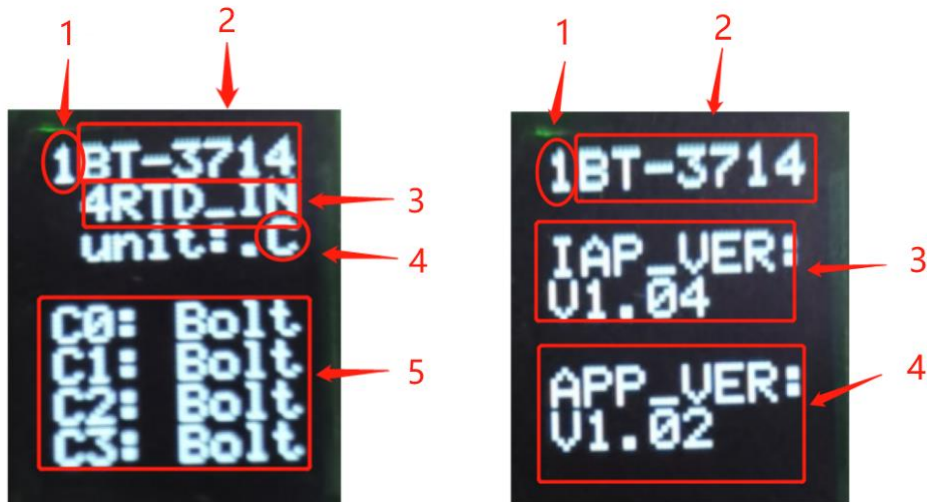 1
2
1BT-3714
4RTD_IN
3
unit:.C
4
C0: Bolt
C1: Bolt
C2: Bolt
C3: Bolt
5
1
2
1BT-3714
IAP_VER:
V1.04
3
APP_VER:
V1.02
4